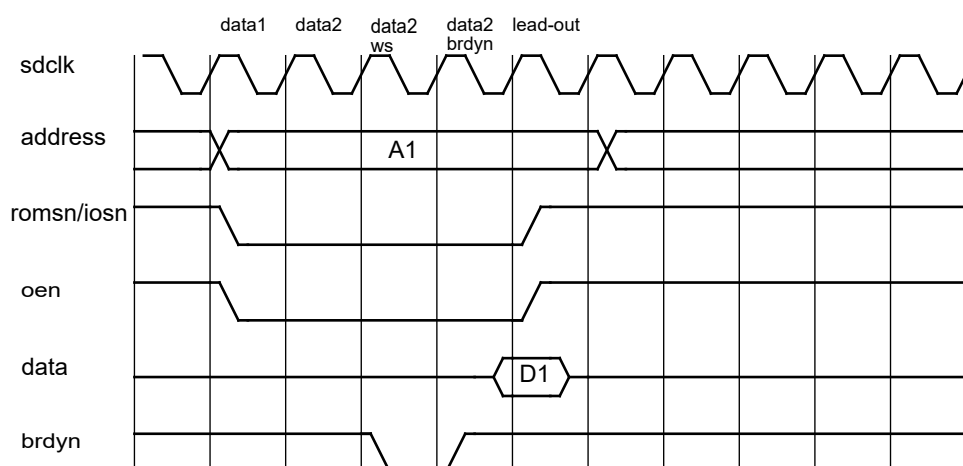 data1 data2 data2 data2 lead-out
ws brdyn
sdclk
address
A1
romsn/iosn
oen
data
D1
brdyn